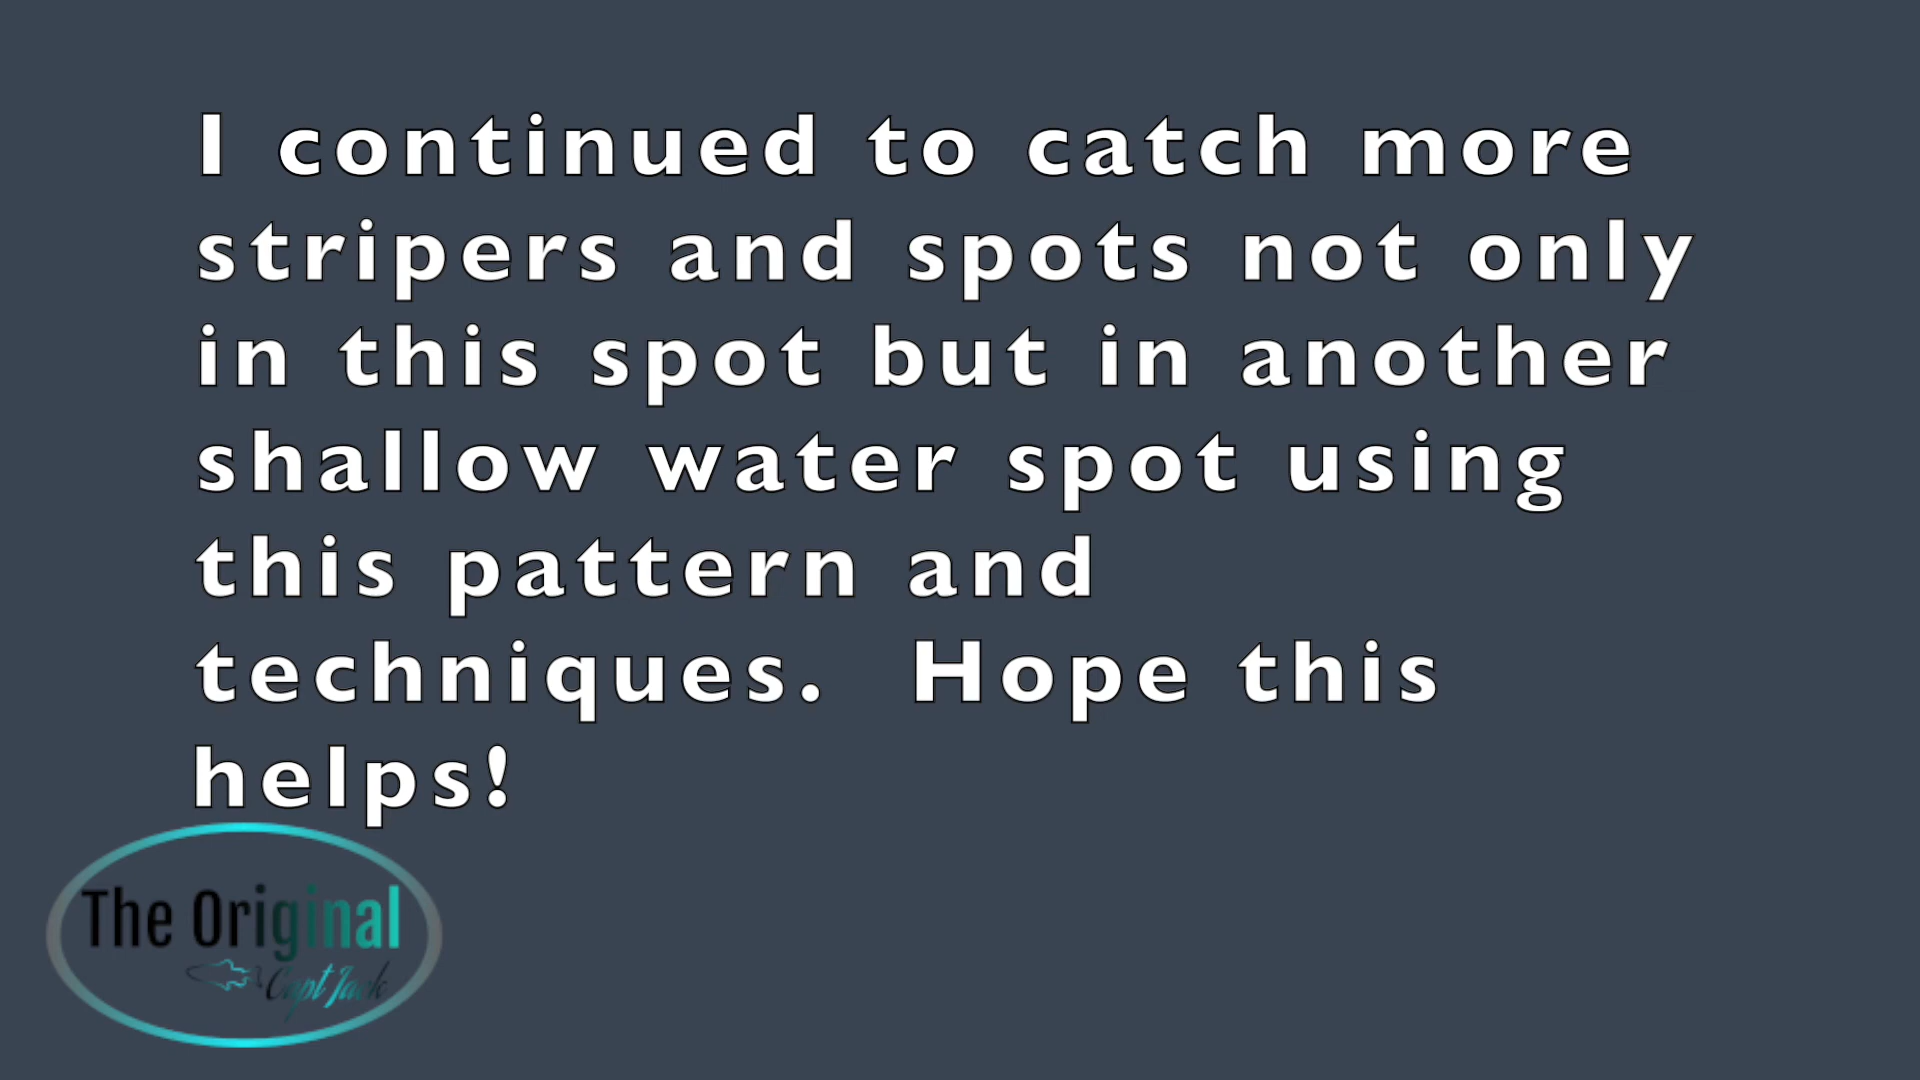 I continued to catch more
stripers and spots not only
in this spot but in another
shallow water spot using
this pattern and
techniques.  Hope this
helps!
The Original
Capt Jack